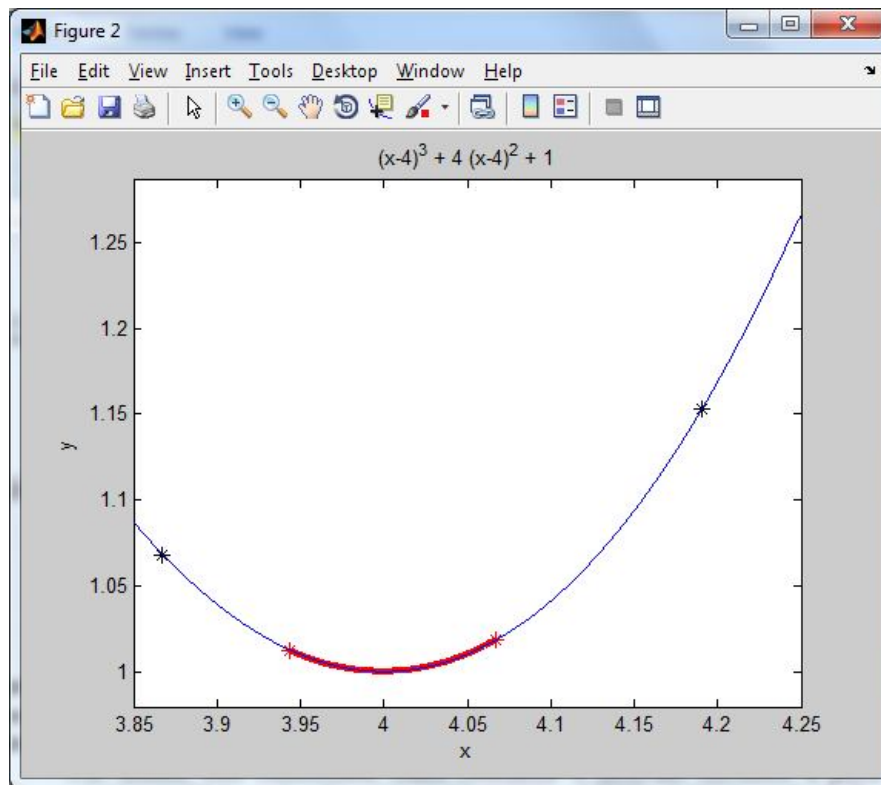 Figure 2
File Edit View Insert Tools Desktop Window Help
(x-4)^3 + 4 (x-4)^2 + 1
1.25
1.2
1.15
y
1.1
1.05
1
3.85 3.9 3.95 4 4.05 4.1 4.15 4.2 4.25
x